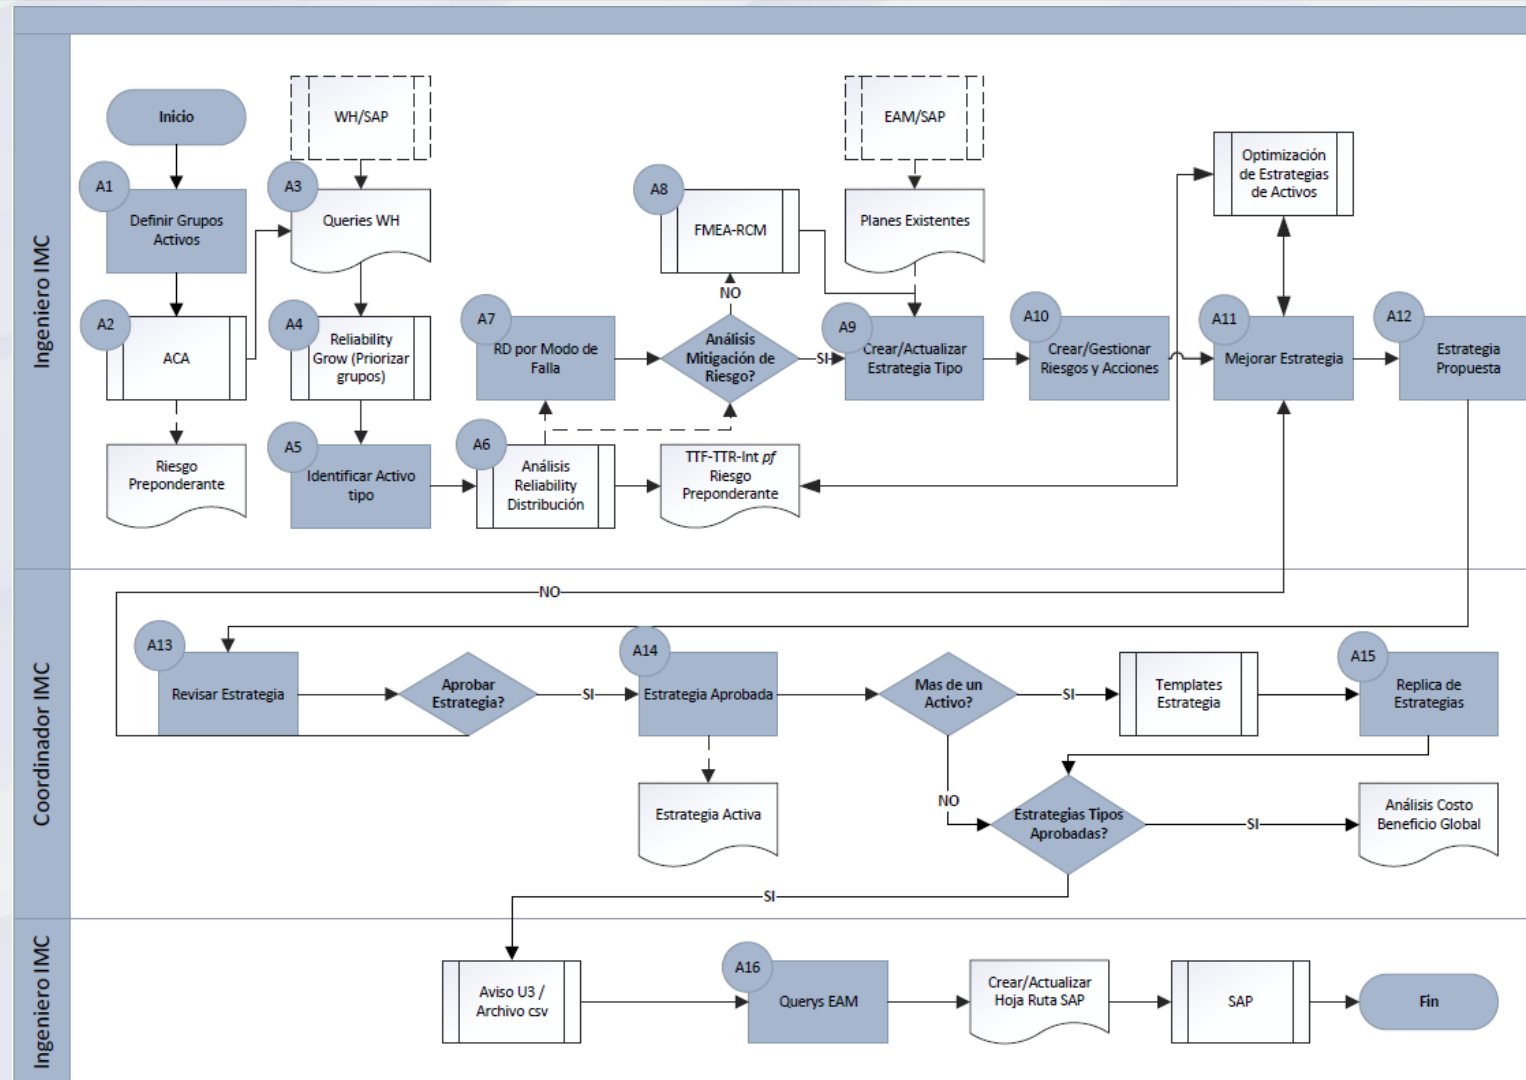 Ingeniero IMC
Inicio
WH/SAP
EAM/SAP
A1
Definir Grupos
Activos
A3
Queries WH
A8
FMEA-RCM
Planes Existentes
Optimización
de Estrategias
de Activos
NO
A2
ACA
A4
Reliability
Grow (Priorizar
grupos)
A7
RD por Modo de
Falla
Análisis
Mitigación de
Riesgo?
SI
A9
Crear/Actualizar
Estrategia Tipo
A10
Crear/Gestionar
Riesgos y Acciones
A11
Mejorar Estrategia
A12
Estrategia
Propuesta
Riesgo
Preponderante
A5
Identificar Activo
tipo
A6
Análisis
Reliability
Distribución
TTF-TTR-Int pf
Riesgo
Preponderante
Coordinador IMC
NO
A13
Revisar Estrategia
Aprobar
Estrategia?
SI
A14
Estrategia Aprobada
Mas de un
Activo?
SI
Templates
Estrategia
A15
Replica de
Estrategias
Estrategia Activa
NO
Estrategias Tipos
Aprobadas?
SI
Análisis Costo
Beneficio Global
SI
Ingeniero IMC
Aviso U3 /
Archivo csv
A16
Querys EAM
Crear/Actualizar
Hoja Ruta SAP
SAP
Fin